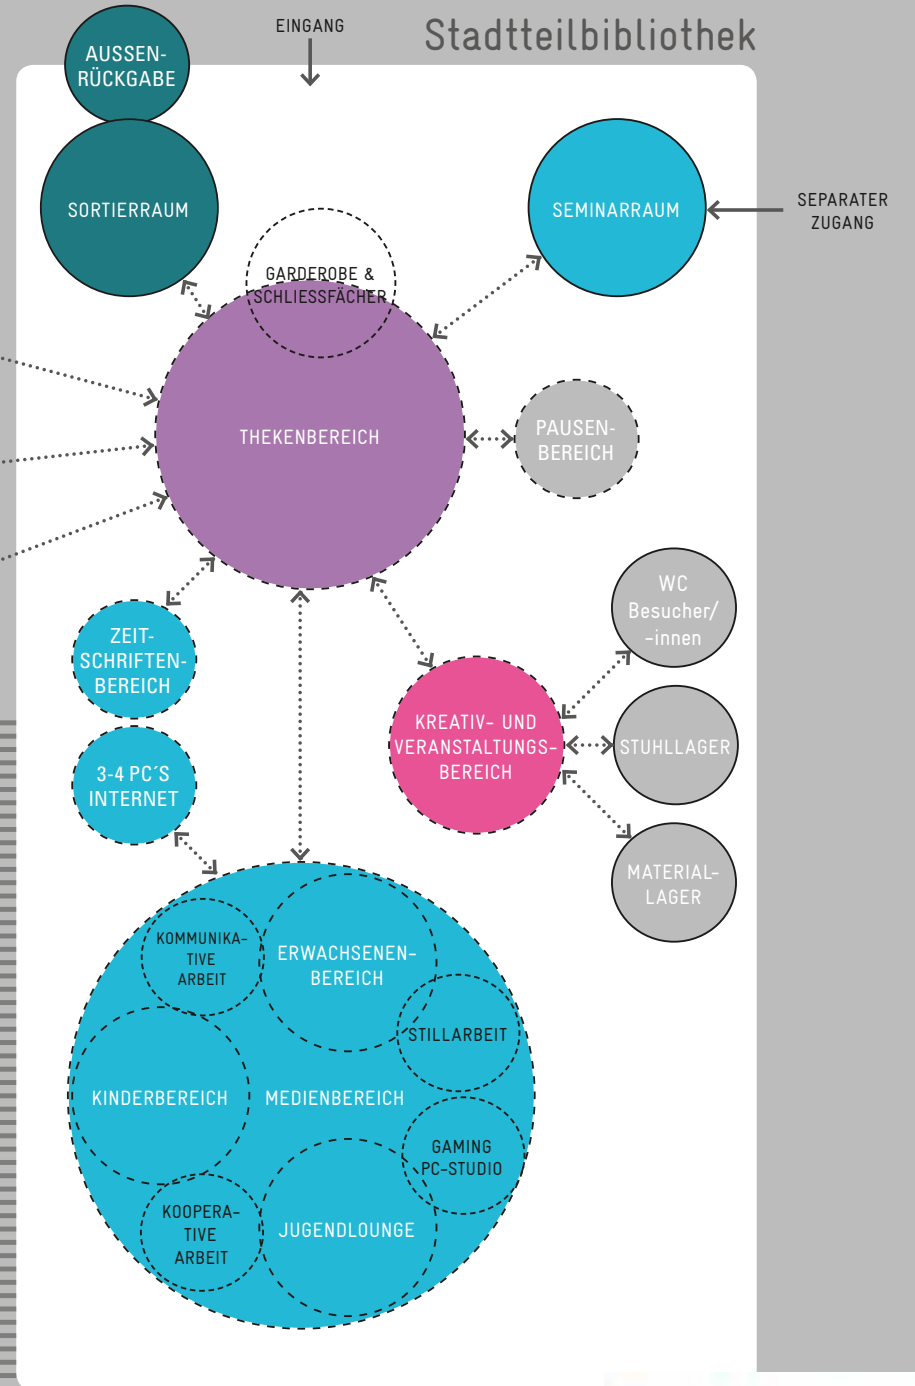 EINGANG
Stadtteilbibliothek
AUSSEN-
RÜCKGABE
SORTIERRAUM
SEMINARRAUM
SEPARATER
ZUGANG
GARDEROBE &
SCHLIESSFÄCHER
THEKENBEREICH
PAUSEN-
BEREICH
WC
Besucher/
-innen
ZEIT-
SCHRIFTEN-
BEREICH
KREATIV- UND
VERANSTALTUNGS-
BEREICH
STUHLLAGER
3-4 PC´S
INTERNET
MATERIAL-
LAGER
KOMMUNIKA-
TIVE
ARBEIT
ERWACHSENEN-
BEREICH
STILLARBEIT
KINDERBEREICH
MEDIENBEREICH
GAMING
PC-STUDIO
KOOPERA-
TIVE
ARBEIT
JUGENDLOUNGE